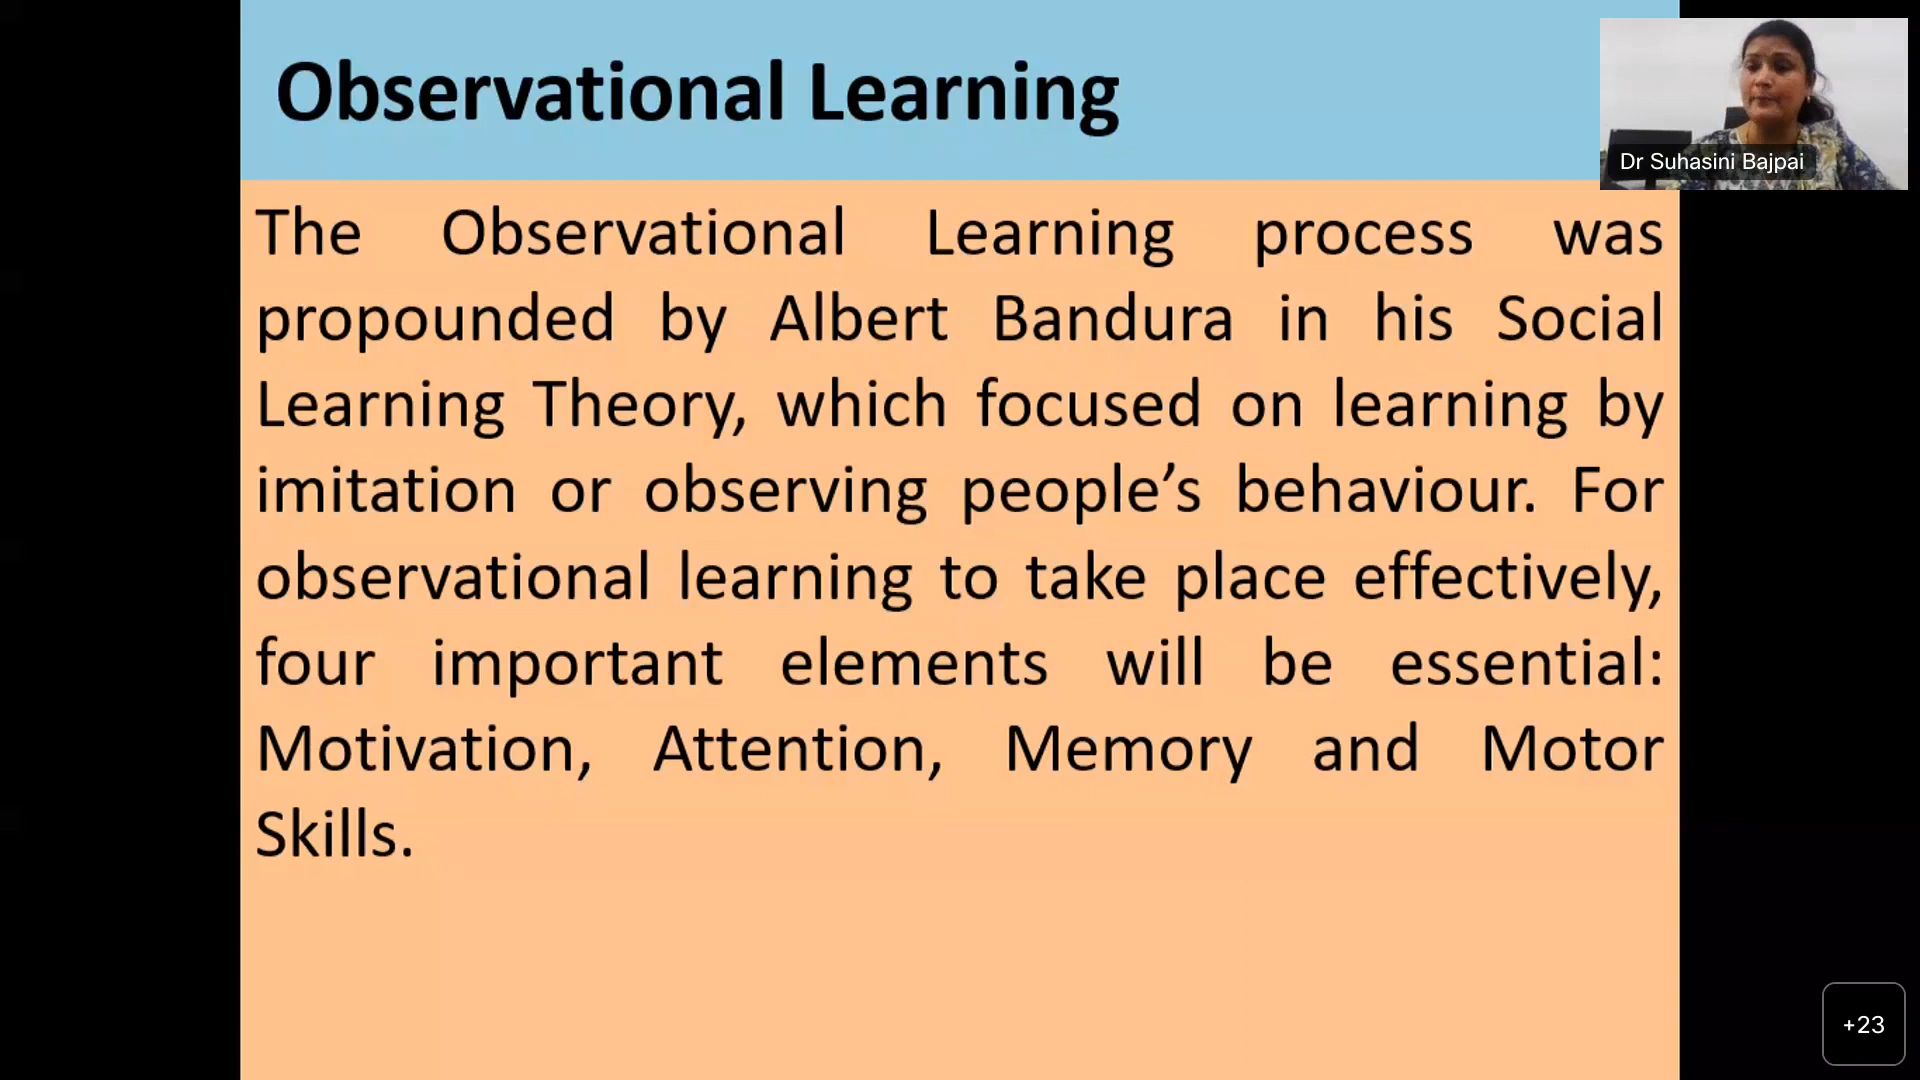 Observational Learning
Dr Suhasini Bajpai
The Observational Learning process was
propounded by Albert Bandura in his Social
Learning Theory, which focused on learning by
imitation or observing people’s behaviour. For
observational learning to take place effectively,
four important elements will be essential:
Motivation, Attention, Memory and Motor
Skills.
+23